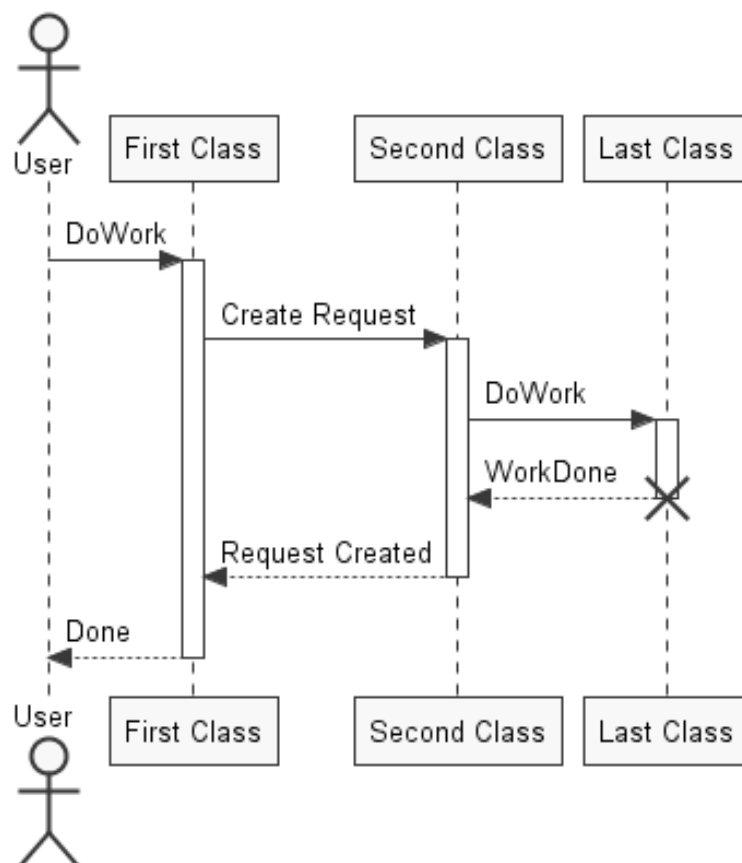 User
First Class
Second Class
Last Class
DoWork
Create Request
DoWork
WorkDone
Request Created
Done
User
First Class
Second Class
Last Class